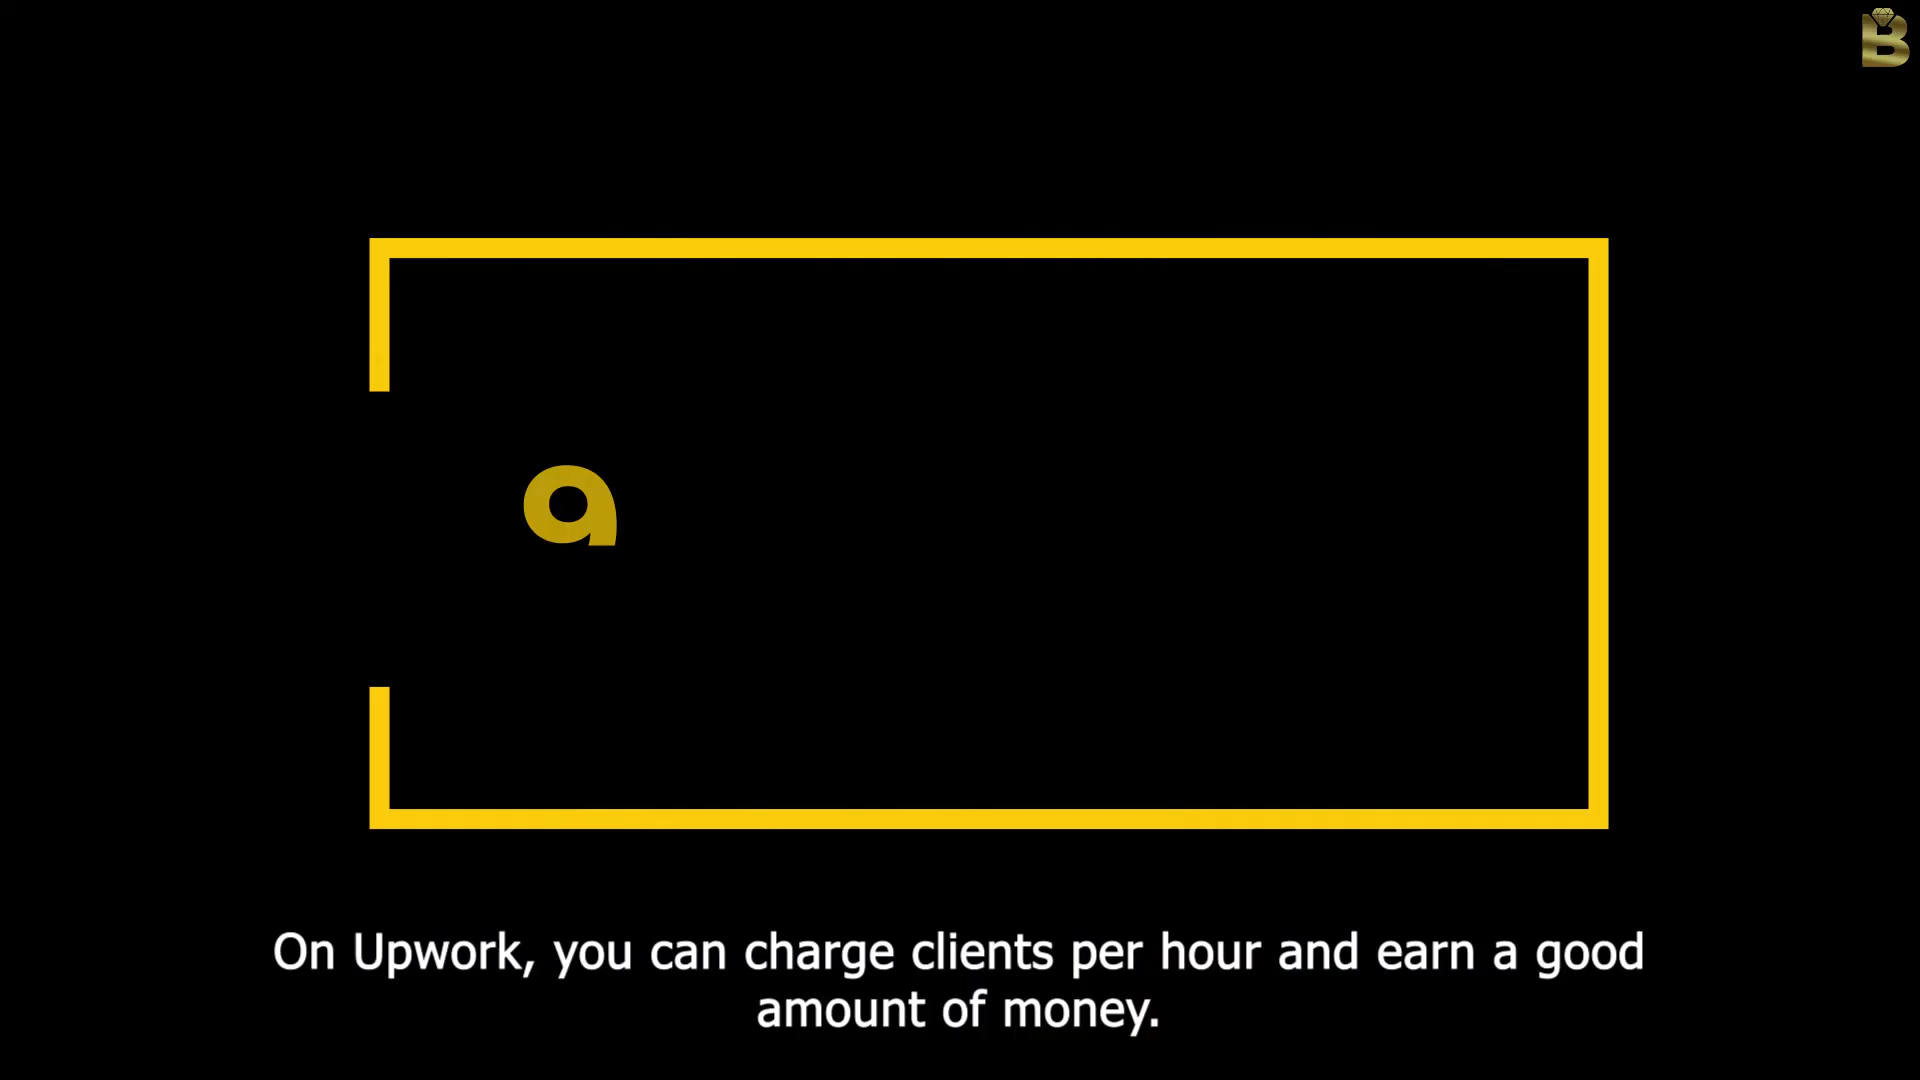 B
a
On Upwork, you can charge clients per hour and earn a good
amount of money.